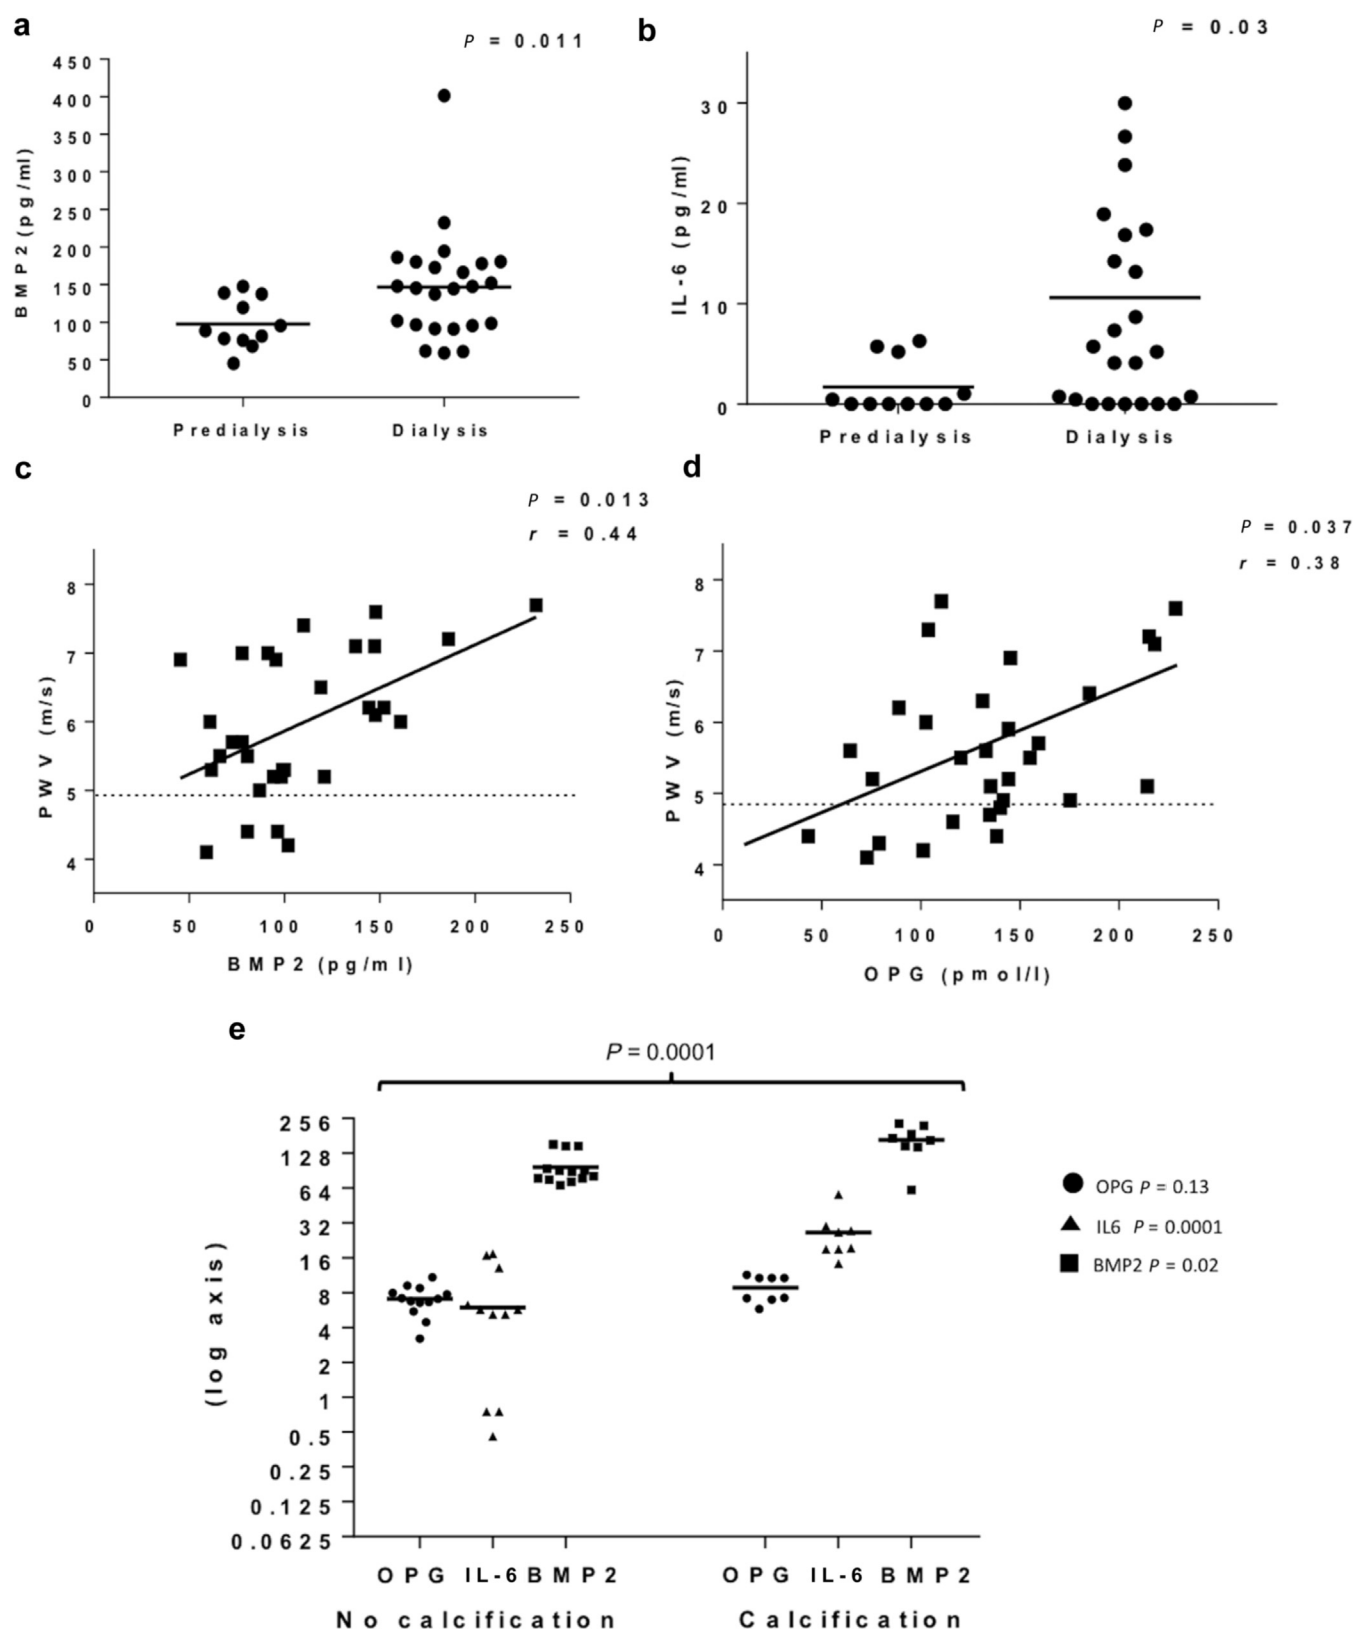 a
P = 0.011
BMP2 (pg/ml)
450
400
350
300
250
200
150
100
50
0
Predialysis Dialysis
b
P = 0.03
IL-6 (pg/ml)
30
20
10
0
Predialysis Dialysis
c
P = 0.013
r = 0.44
PWV (m/s)
8
7
6
5
4
0 50 100 150 200 250
BMP2 (pg/ml)
d
P = 0.037
r = 0.38
PWV (m/s)
8
7
6
5
4
0 50 100 150 200 250
OPG (pmol/l)
e
P = 0.0001
(log axis)
256
128
64
32
16
8
4
2
1
0.5
0.25
0.125
0.0625
OPG IL-6 BMP2 OPG IL-6 BMP2
No calcification Calcification
OPG P = 0.13
IL6 P = 0.0001
BMP2 P = 0.02